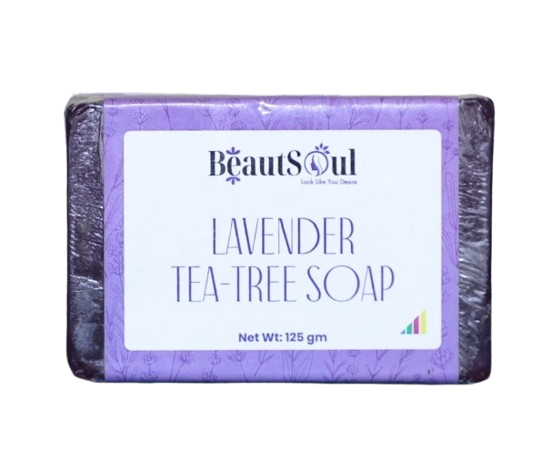 BeautSoul
Look Like You Desire
LAVENDER
TEA-TREE SOAP
Net Wt: 125 gm